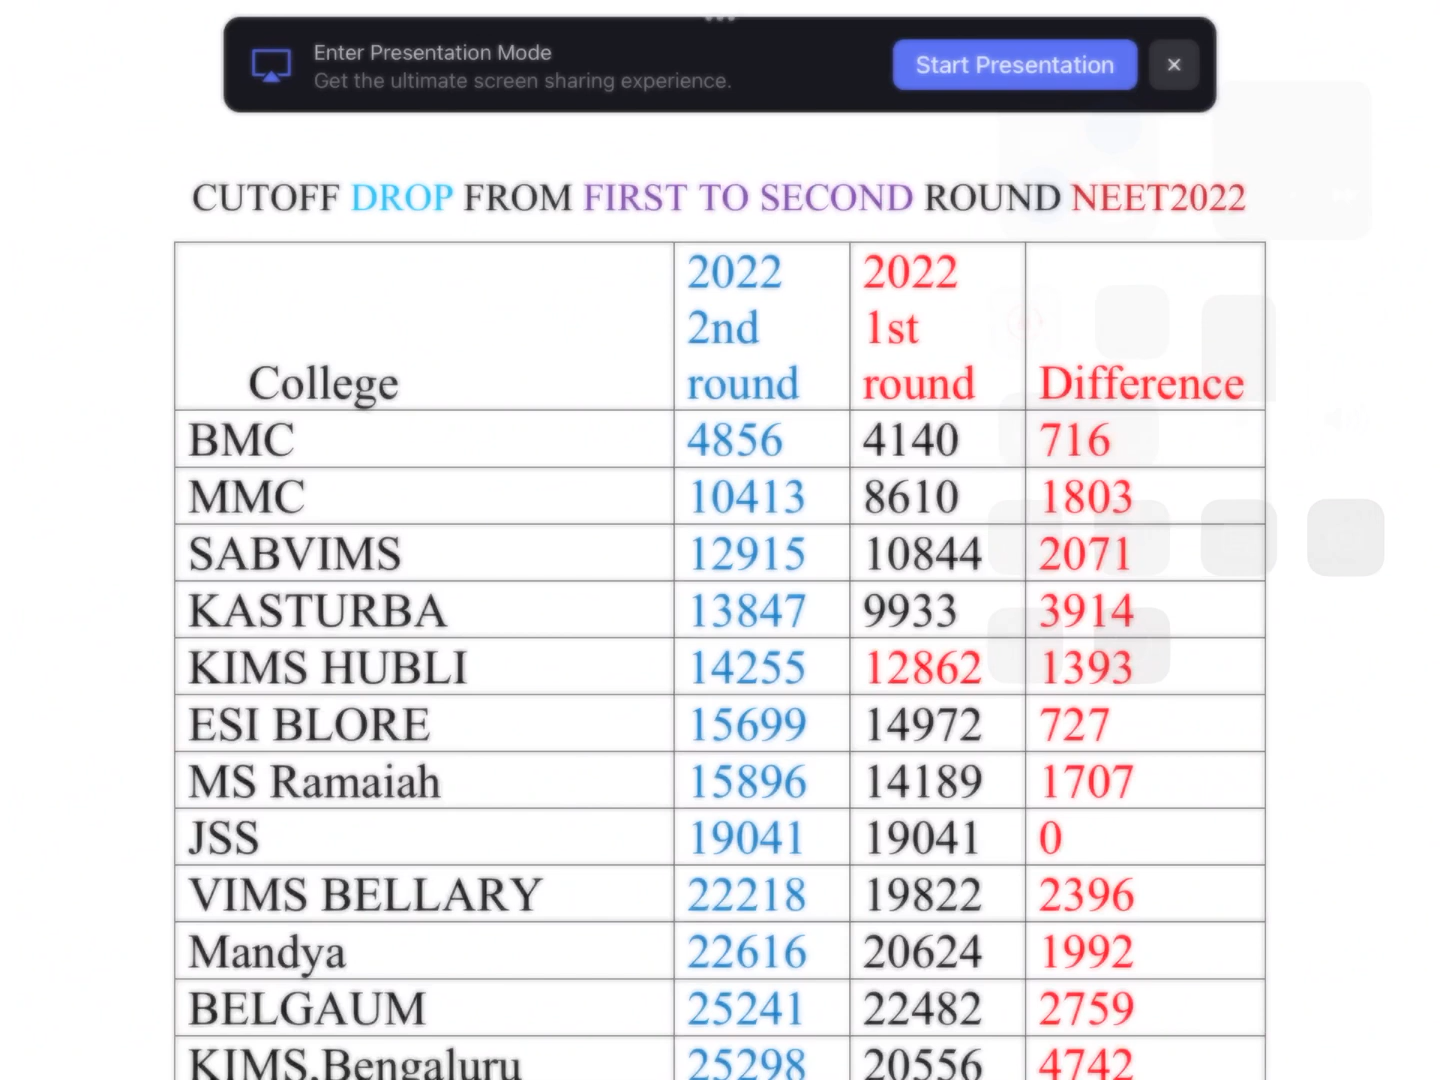 Enter Presentation Mode
Get the ultimate screen sharing experience.
Start Presentation
CUTOFF DROP FROM FIRST TO SECOND ROUND NEET2022
College 2022 2nd round 2022 1st round Difference
BMC 4856 4140 716
MMC 10413 8610 1803
SABVIMS 12915 10844 2071
KASTURBA 13847 9933 3914
KIMS HUBLI 14255 12862 1393
ESI BLORE 15699 14972 727
MS Ramaiah 15896 14189 1707
JSS 19041 19041 0
VIMS BELLARY 22218 19822 2396
Mandya 22616 20624 1992
BELGAUM 25241 22482 2759
KIMS,Bengaluru 25298 20556 4742